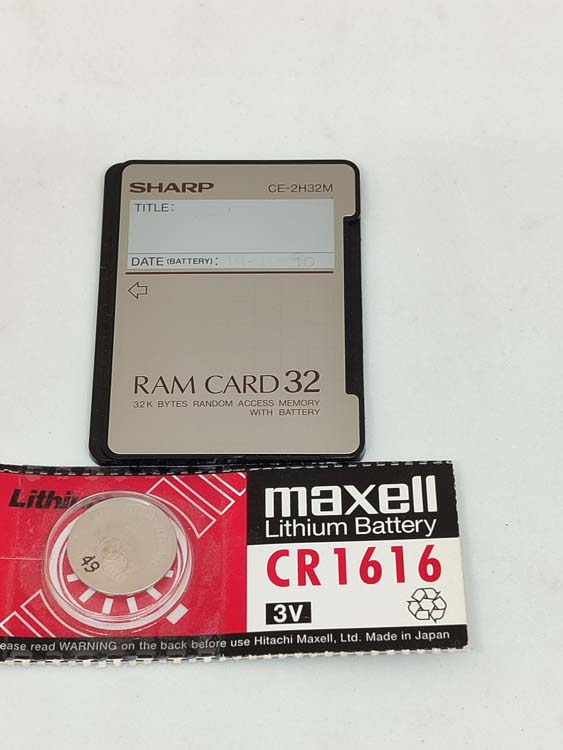 SHARP CE-2H32M
TITLE:
DATE (BATTERY): 10
RAM CARD 32
32K BYTES RANDOM ACCESS MEMORY
WITH BATTERY
maxell
Lithium Battery
CR1616
3V
49
read WARNING on the back before use Hitachi Maxell, Ltd. Made in Japan